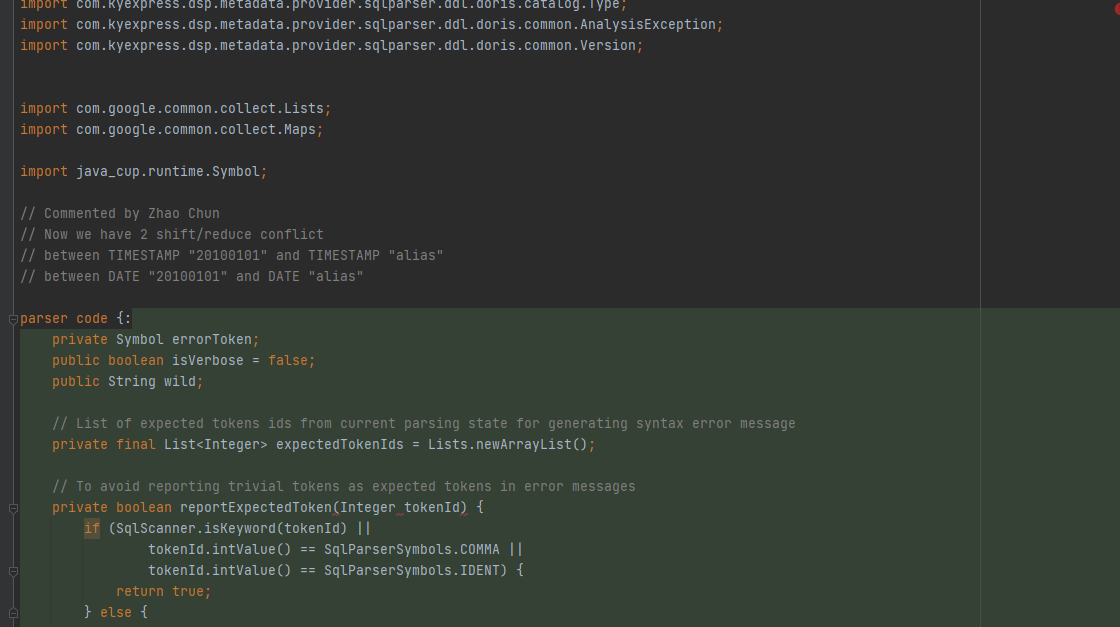 import com.kyexpress.dsp.metadata.provider.sqlparser.ddl.doris.catalog.Type;
import com.kyexpress.dsp.metadata.provider.sqlparser.ddl.doris.common.AnalysisException;
import com.kyexpress.dsp.metadata.provider.sqlparser.ddl.doris.common.Version;
import com.google.common.collect.Lists;
import com.google.common.collect.Maps;
import java_cup.runtime.Symbol;
// Commented by Zhao Chun
// Now we have 2 shift/reduce conflict
// between TIMESTAMP "20100101" and TIMESTAMP "alias"
// between DATE "20100101" and DATE "alias"
parser code {:
private Symbol errorToken;
public boolean isVerbose = false;
public String wild;
// List of expected tokens ids from current parsing state for generating syntax error message
private final List<Integer> expectedTokenIds = Lists.newArrayList();
// To avoid reporting trivial tokens as expected tokens in error messages
private boolean reportExpectedToken(Integer tokenId) {
if (SqlScanner.isKeyword(tokenId) ||
tokenId.intValue() == SqlParserSymbols.COMMA ||
tokenId.intValue() == SqlParserSymbols.IDENT) {
return true;
} else {